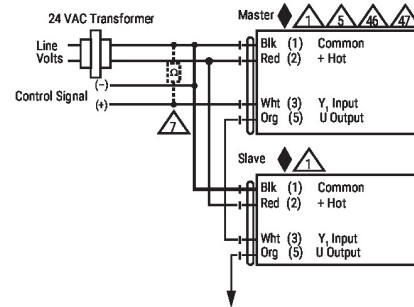 24 VAC Transformer
Master 1 5 46 47
Line
Volts
Blk (1) Common
Red (2) + Hot
Ω
(–)
Control Signal
(+)
Wht (3) Y₁ Input
Org (5) U Output
7
Slave 1
Blk (1) Common
Red (2) + Hot
Wht (3) Y₁ Input
Org (5) U Output